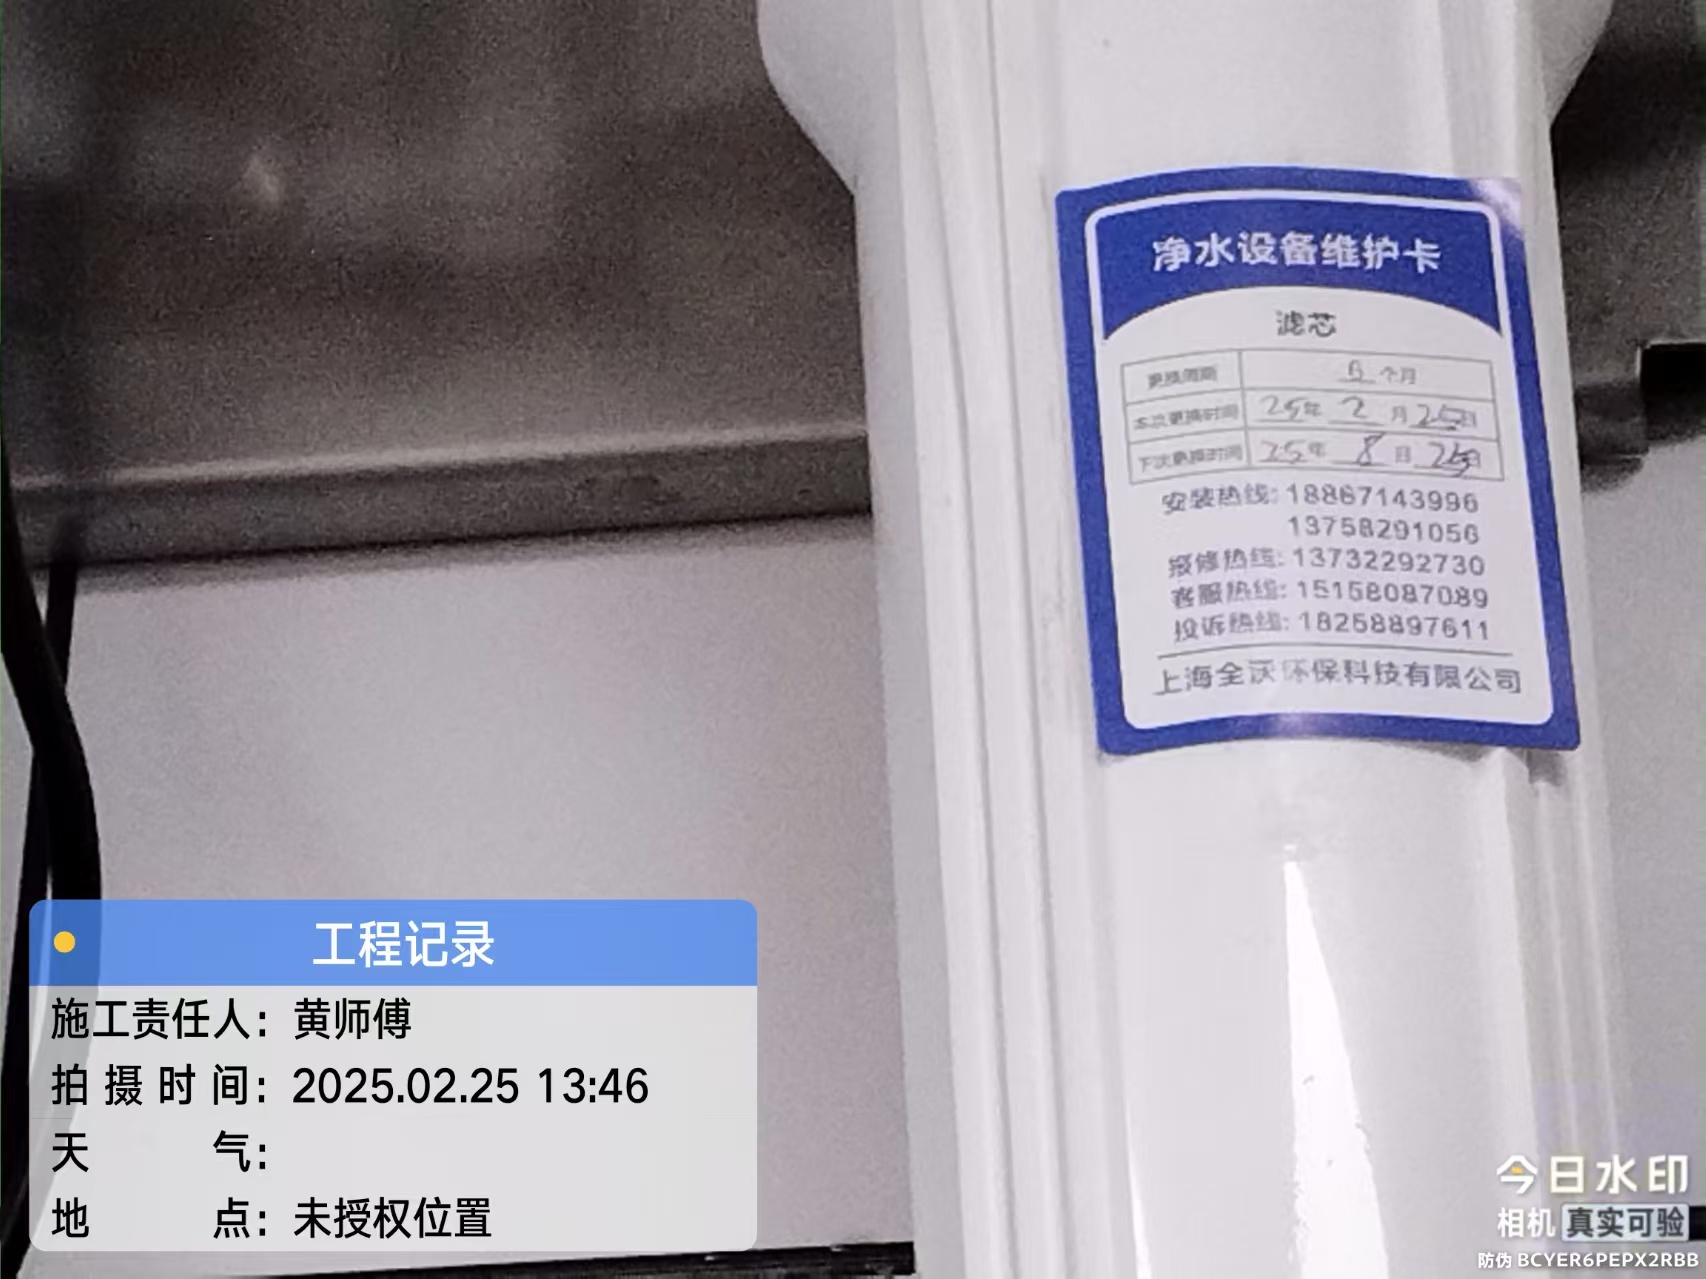 净水设备维护卡
滤芯
更换周期 6 个月
本次更换时间 25年 2 月 25日
下次更换时间 25年 8 月 25日
安装热线: 18867143996
13758291056
报修热线: 13732292730
客服热线: 15158087089
投诉热线: 18258897611
上海全沃环保科技有限公司
工程记录
施工责任人: 黄师傅
拍摄时间: 2025.02.25 13:46
天气:
地点: 未授权位置
今日水印
相机 真实可验
防伪 BCYER6PEPX2RBB